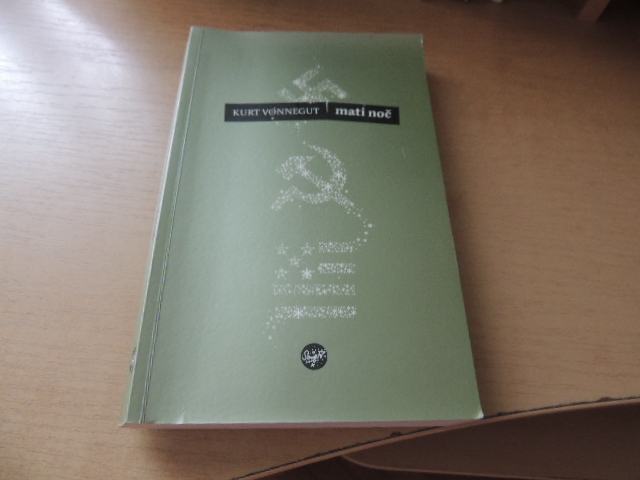 KURT VONNEGUT | mati noč